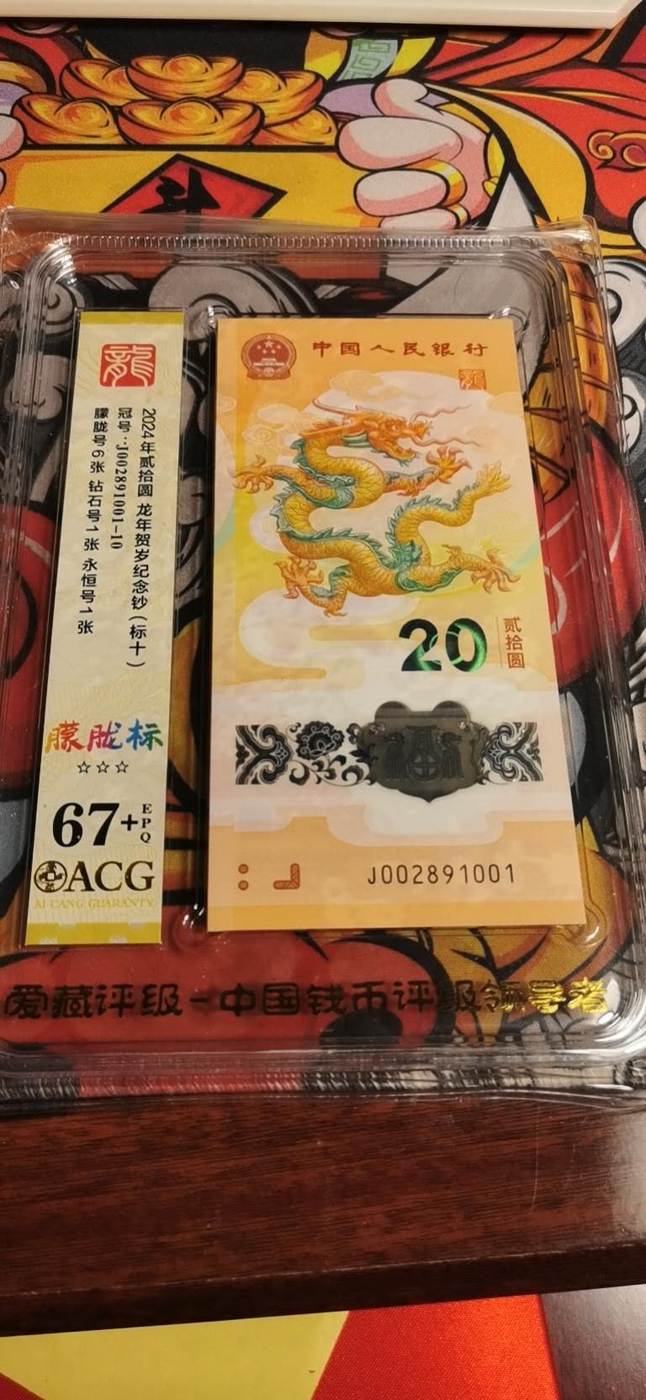 龍
2024年贰拾圆 龙年贺岁纪念钞（标十）
冠号：J002891001-10
朦胧号6张 钻石号1张 永恒号1张
朦胧标
☆☆☆
67+EPQ
ACG
AI CANG GUARANTY
中国人民银行
龍
20
贰拾圆
J002891001
爱藏评级-中国钱币评级领导者